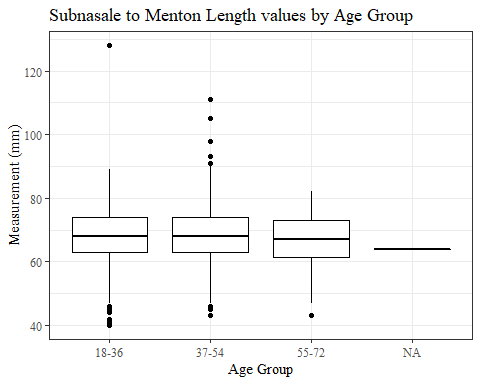 Subnasale to Menton Length values by Age Group
Measurement (mm)
120
100
80
60
40
18-36 37-54 55-72 NA
Age Group